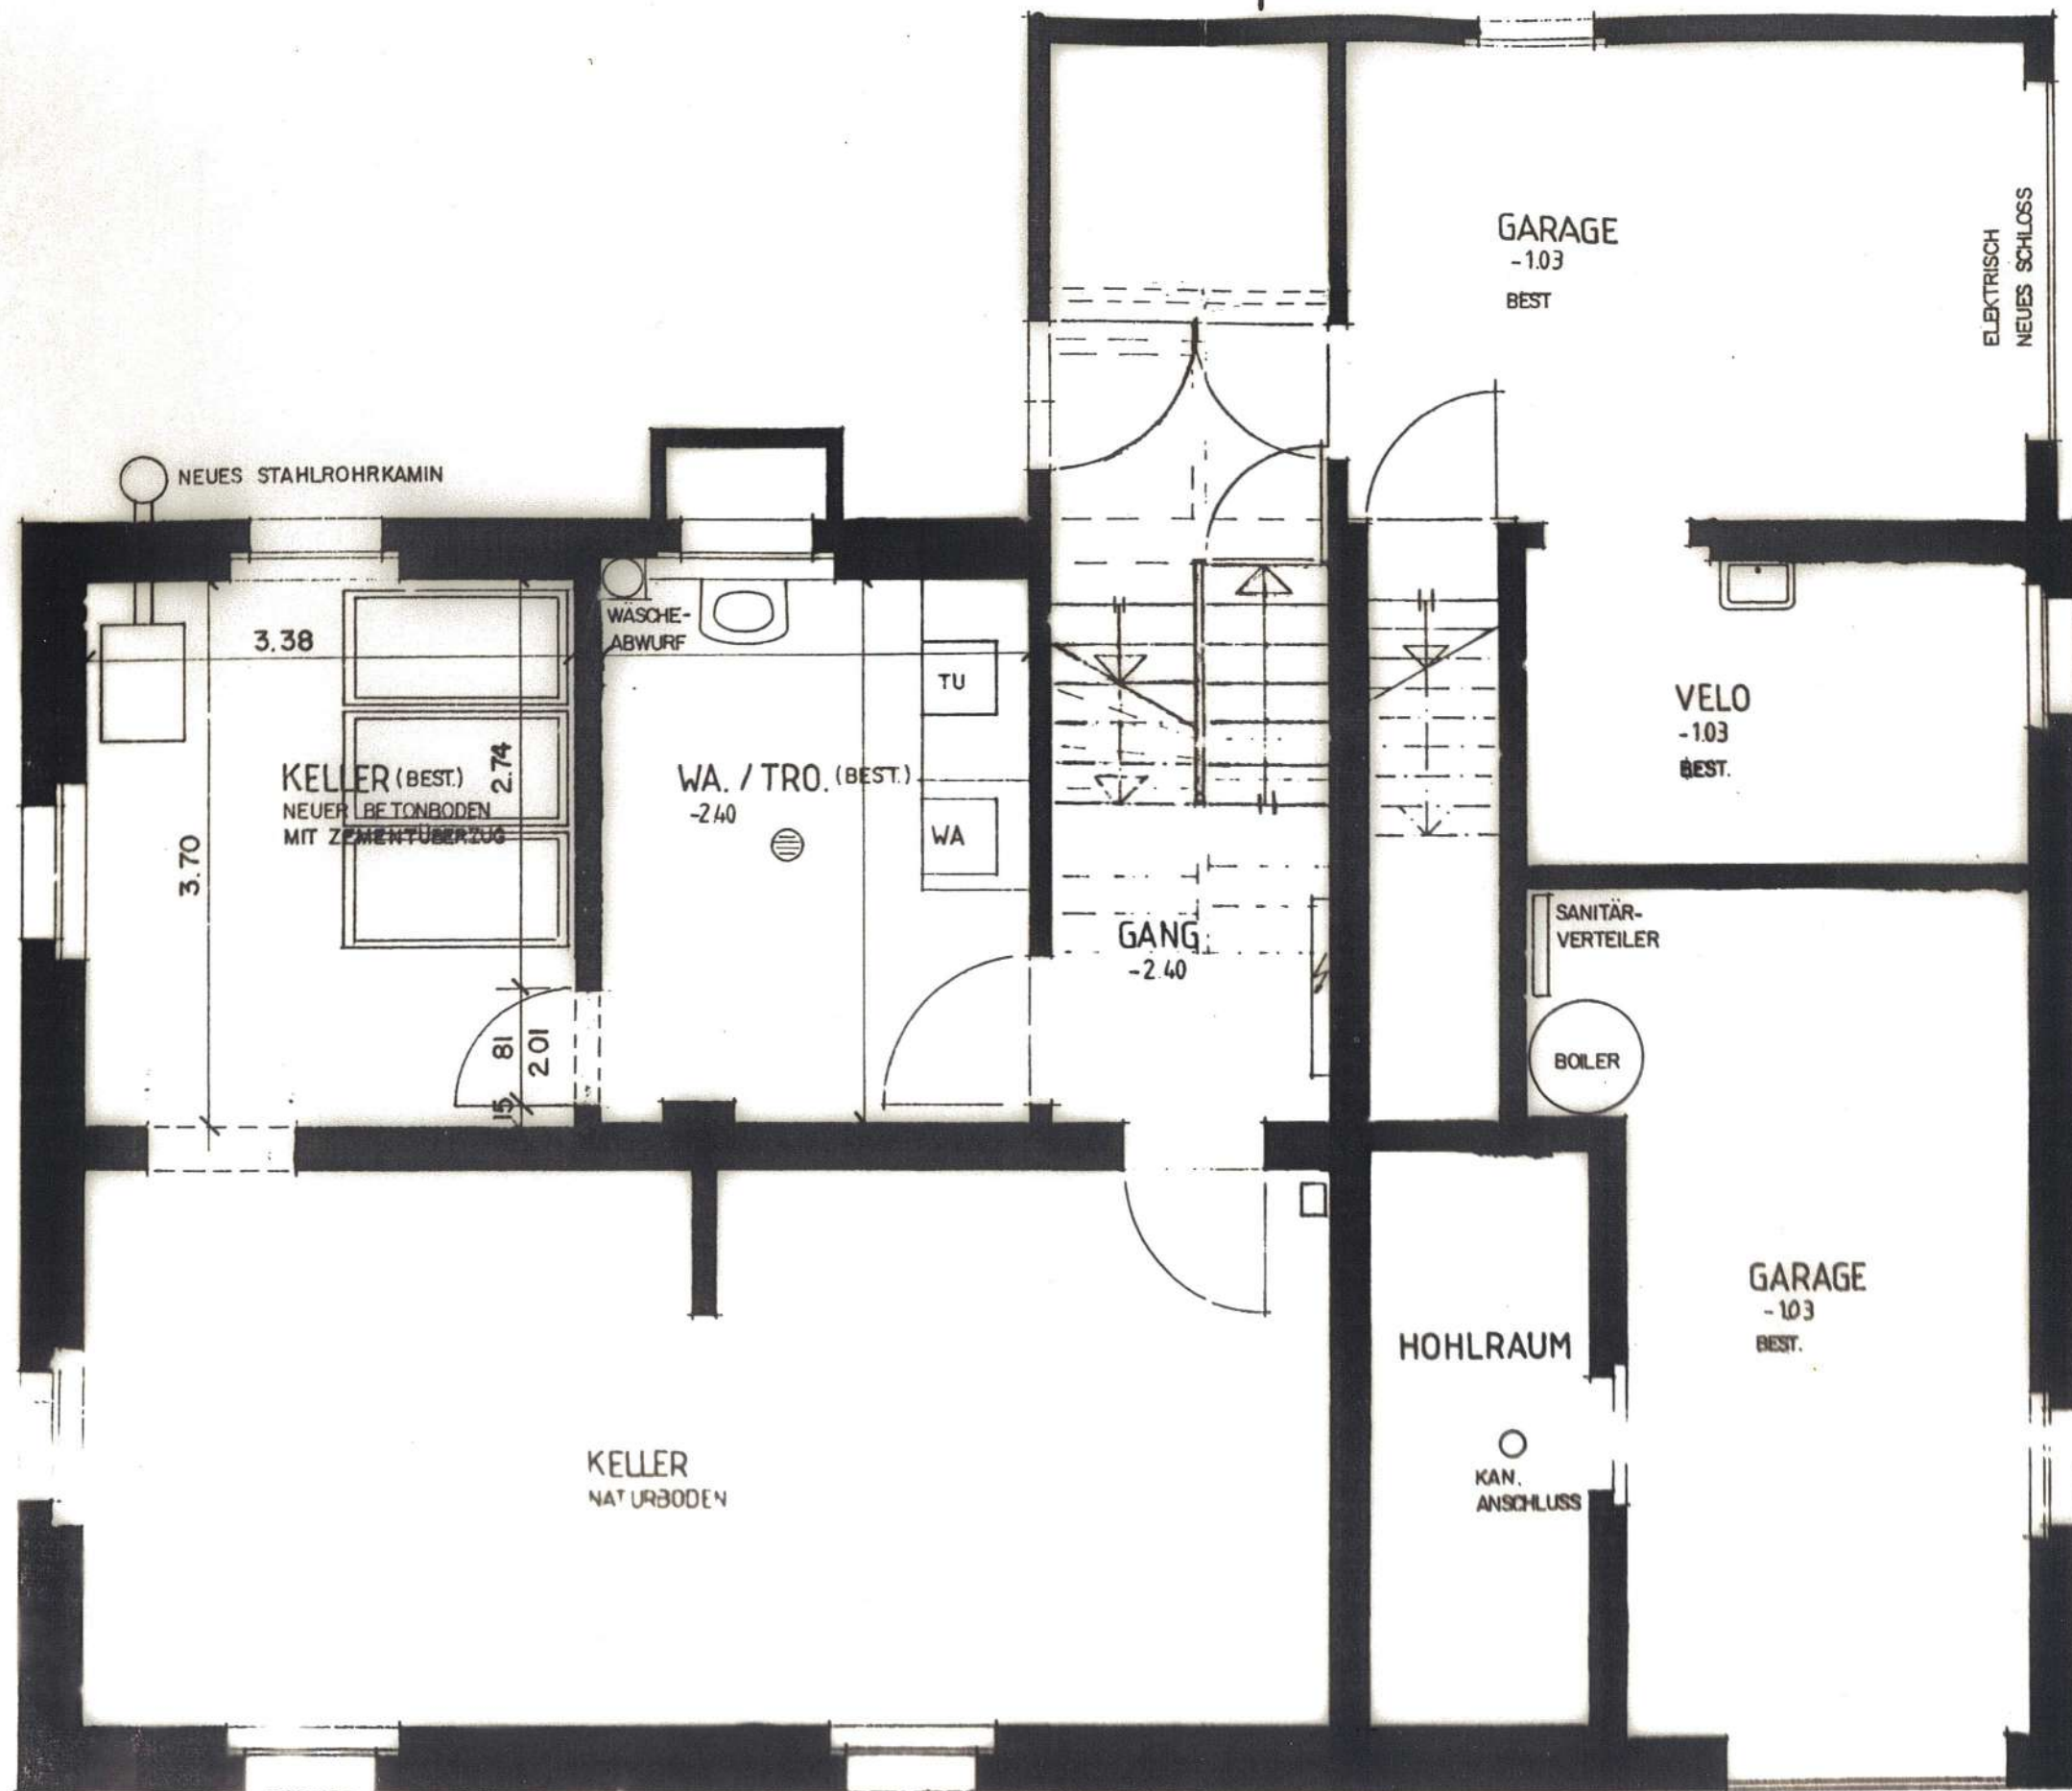 GARAGE
-1.03
BEST
ELEKTRISCH
NEUES SCHLOSS
NEUES STAHLROHRKAMIN
WÄSCHE-
ABWURF
3.38
TU
KELLER (BEST.)
NEUER BETONBODEN
MIT ZEMENTÜBERZUG
2.74
3.70
WA. / TRO. (BEST.)
-2.40
WA
VELO
-1.03
BEST.
GANG
-2.40
SANITÄR-
VERTEILER
BOILER
81
2.01
15
GARAGE
-1.03
BEST.
HOHLRAUM
KAN.
ANSCHLUSS
KELLER
NATURBODEN